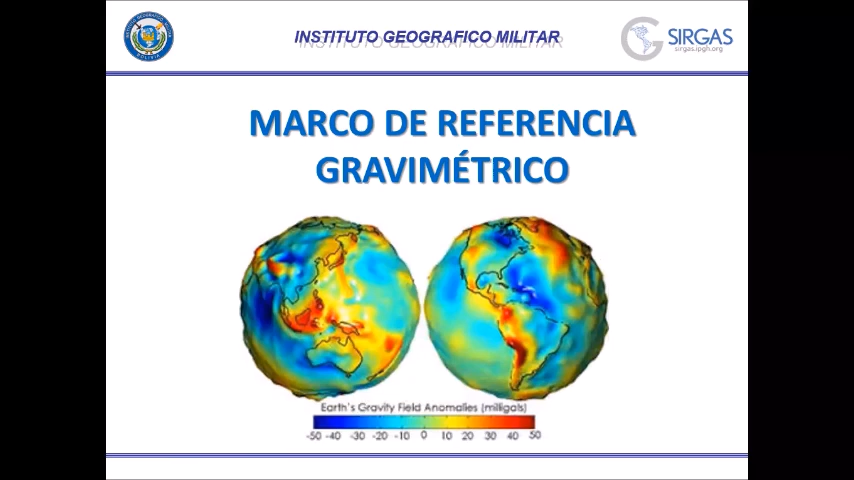 INSTITUTO GEOGRAFICO MILITAR
SIRGAS
sirgas.ipgh.org
BOLIVIA
MARCO DE REFERENCIA
GRAVIMÉTRICO
Earth's Gravity Field Anomalies (milligals)
-50 -40 -30 -20 -10 0 10 20 30 40 50